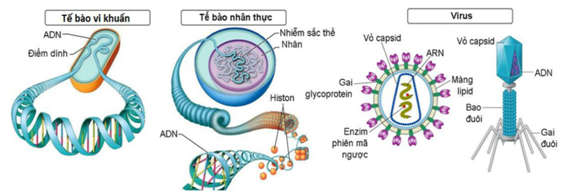 Tế bào vi khuẩn
ADN
Điểm dính
Tế bào nhân thực
Nhiễm sắc thể
Nhân
Histon
ADN
Virus
Vỏ capsid
ARN
Gai
glycoprotein
Màng
lipid
Enzim
phiên mã
ngược
Vỏ capsid
ADN
Bao
đuôi
Gai
đuôi